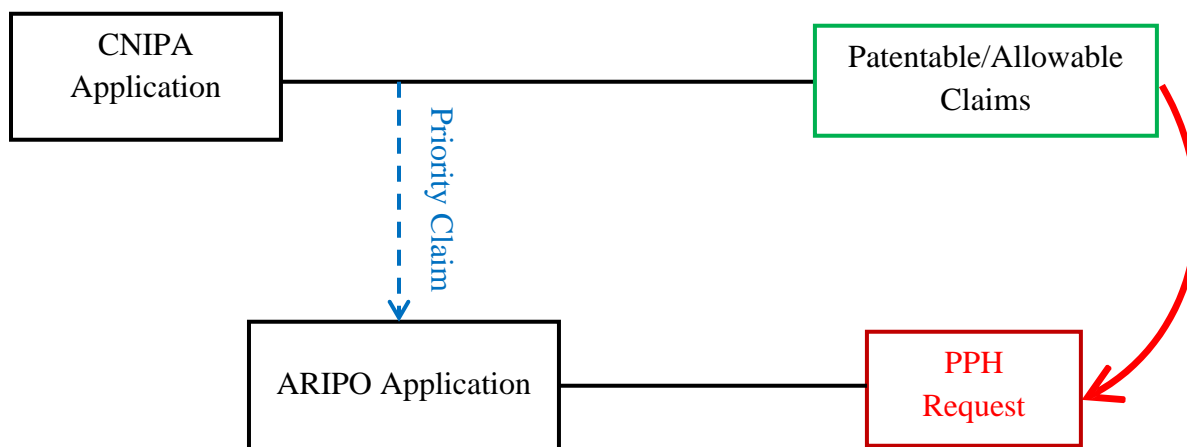 CNIPA
Application
Patentable/Allowable
Claims
Priority Claim
ARIPO Application
PPH
Request